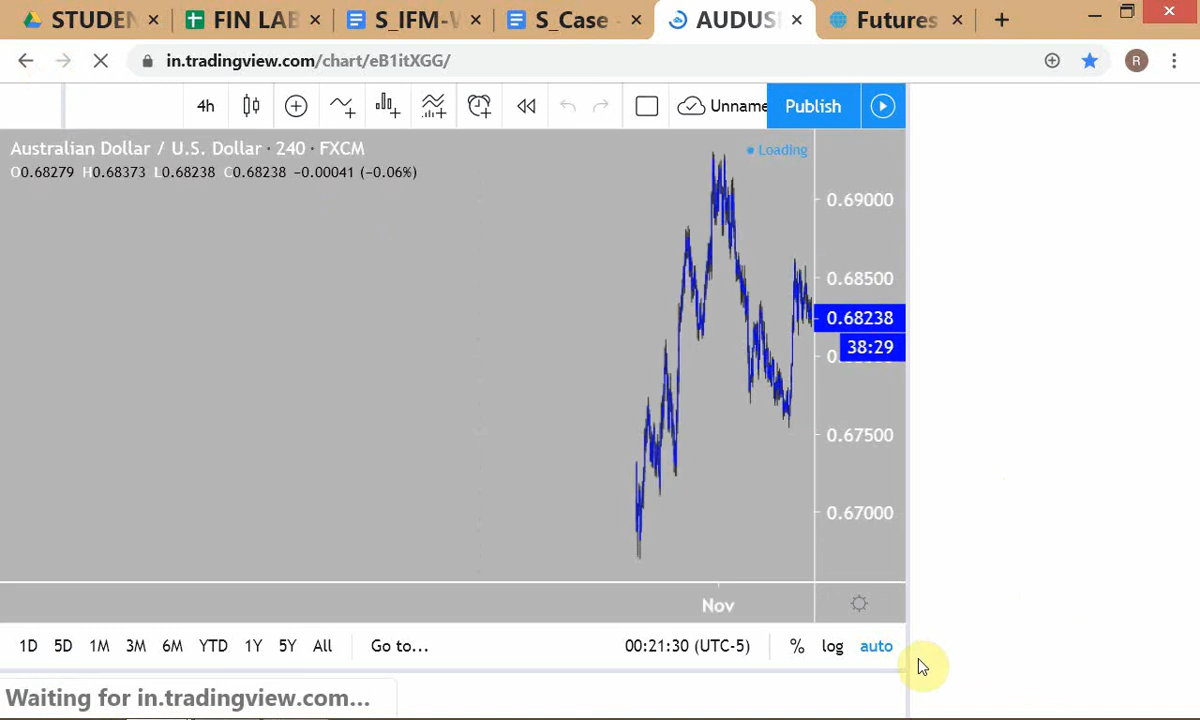 STUDEN
FIN LAB
S_IFM-V
S_Case -
AUDUS
Futures
in.tradingview.com/chart/eB1itXGG/
R
4h
Unname
Publish
Australian Dollar / U.S. Dollar · 240 · FXCM
Loading
O0.68279 H0.68373 L0.68238 C0.68238 −0.00041 (−0.06%)
0.69000
0.68500
0.68238
38:29
0.67500
0.67000
Nov
1D 5D 1M 3M 6M YTD 1Y 5Y All Go to... 00:21:30 (UTC-5) % log auto
Waiting for in.tradingview.com...